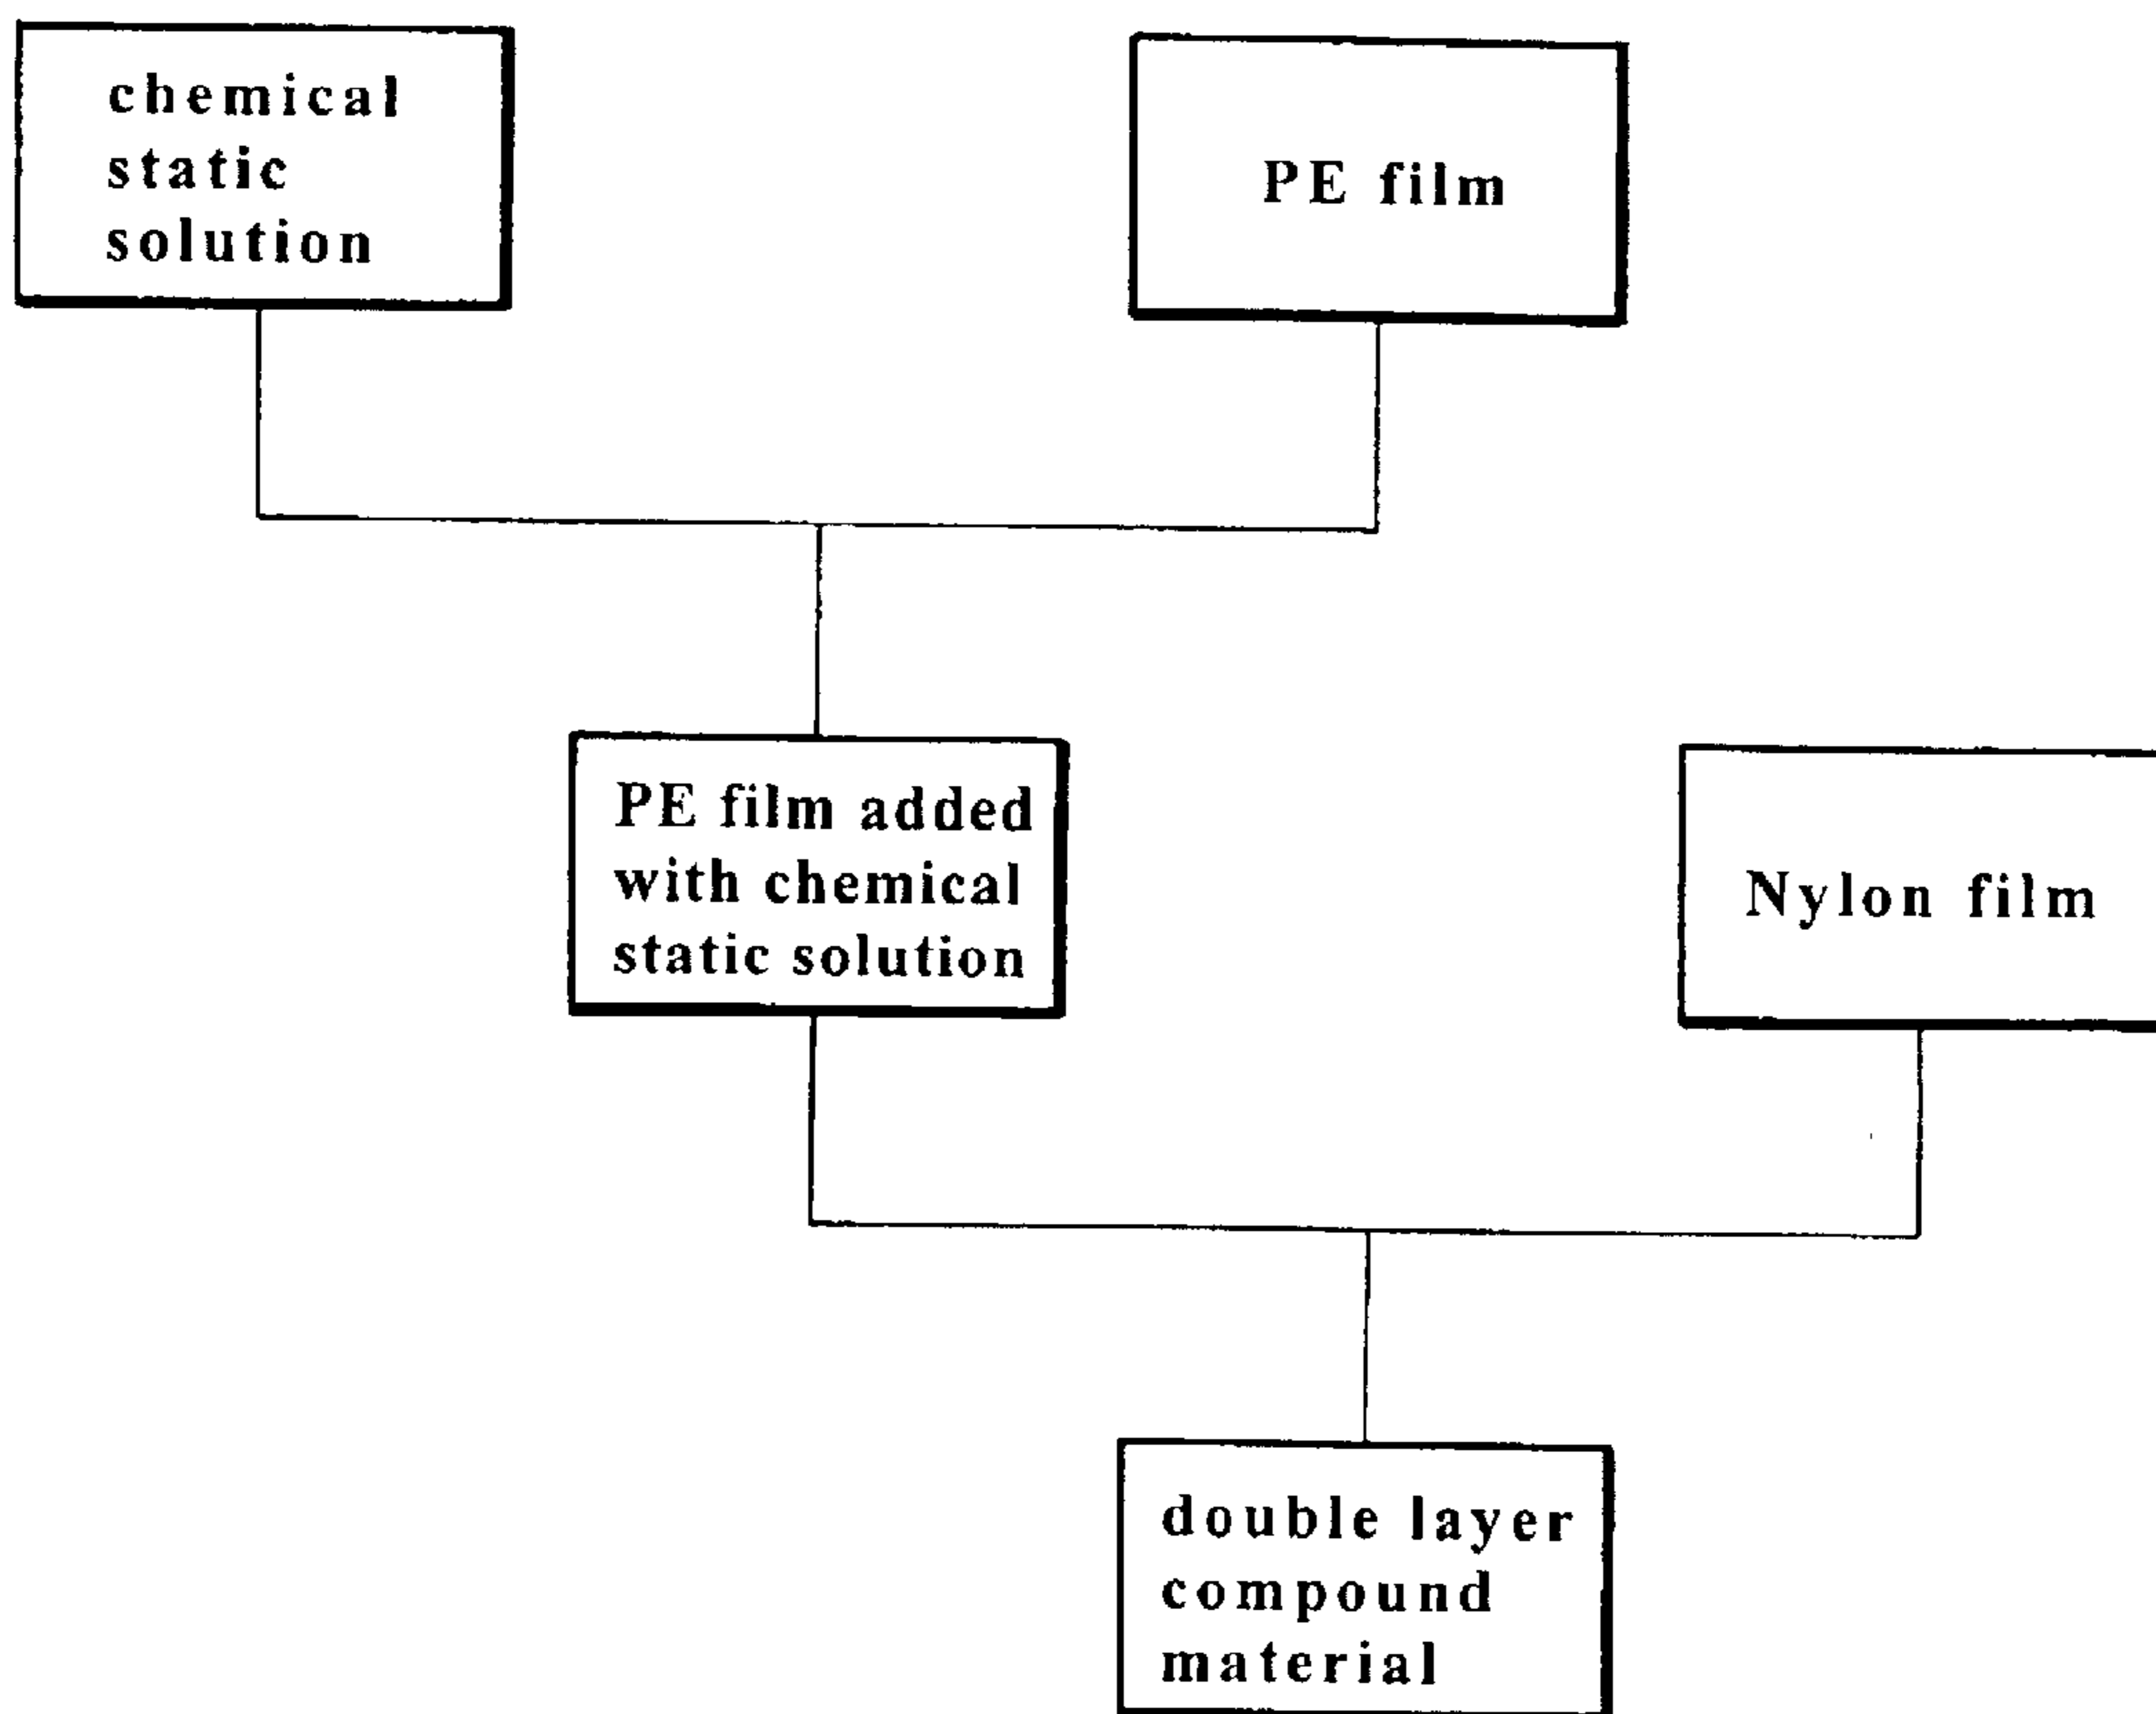 chemical
static
solution
PE film
PE film added
with chemical
static solution
Nylon film
double layer
compound
material